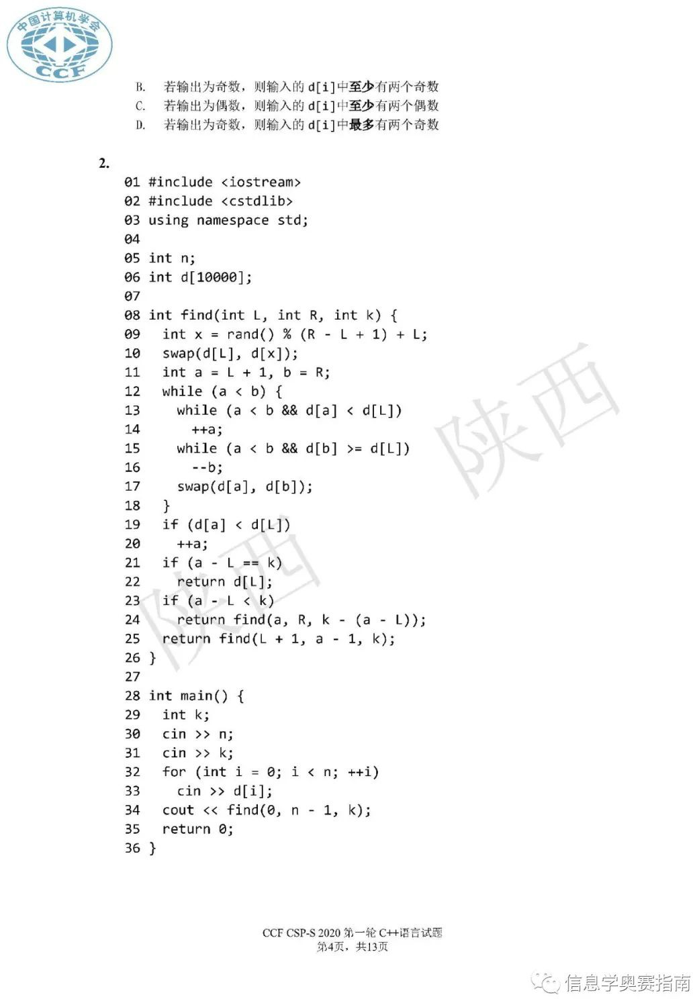 中国计算机学会
CCF
B. 若输出为奇数，则输入的 d[i]中至少有两个奇数
C. 若输出为偶数，则输入的 d[i]中至少有两个偶数
D. 若输出为奇数，则输入的 d[i]中最多有两个奇数
2.
01 #include <iostream>
02 #include <cstdlib>
03 using namespace std;
04
05 int n;
06 int d[10000];
07
08 int find(int L, int R, int k) {
09   int x = rand() % (R - L + 1) + L;
10   swap(d[L], d[x]);
11   int a = L + 1, b = R;
12   while (a < b) {
13     while (a < b && d[a] < d[L])
14       ++a;
15     while (a < b && d[b] >= d[L])
16       --b;
17     swap(d[a], d[b]);
18   }
19   if (d[a] < d[L])
20     ++a;
21   if (a - L == k)
22     return d[L];
23   if (a - L < k)
24     return find(a, R, k - (a - L));
25   return find(L + 1, a - 1, k);
26 }
27
28 int main() {
29   int k;
30   cin >> n;
31   cin >> k;
32   for (int i = 0; i < n; ++i)
33     cin >> d[i];
34   cout << find(0, n - 1, k);
35   return 0;
36 }
陕西
陕西
CCF CSP-S 2020 第一轮 C++语言试题
第4页，共13页
信息学奥赛指南